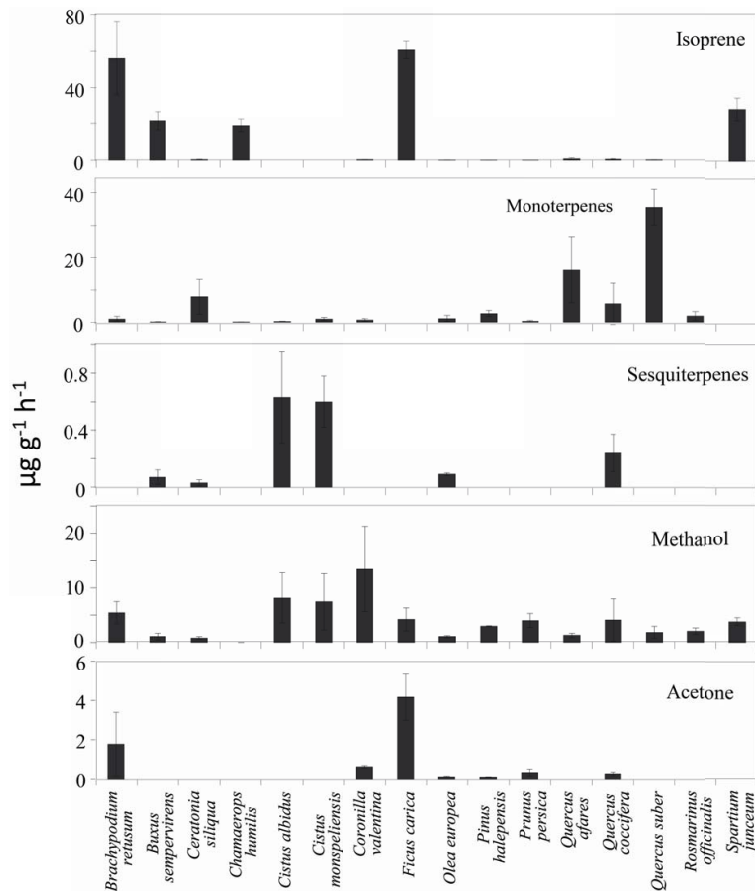 80
60
40
20
0
Isoprene
40
20
0
Monoterpenes
0.8
0.4
0
Sesquiterpenes
20
10
0
Methanol
6
4
2
0
Acetone
µg g-1 h-1
Brachypodium
retusum
Buxus
sempervirens
Ceratonia
siliqua
Chamaerops
humilis
Cistus albidus
Cistus
monspeliensis
Coronilla
valentina
Ficus carica
Olea europea
Pinus
halepensis
Prunus
persica
Quercus
afares
Quercus
coccifera
Quercus suber
Rosmarinus
officinalis
Spartium
junceum